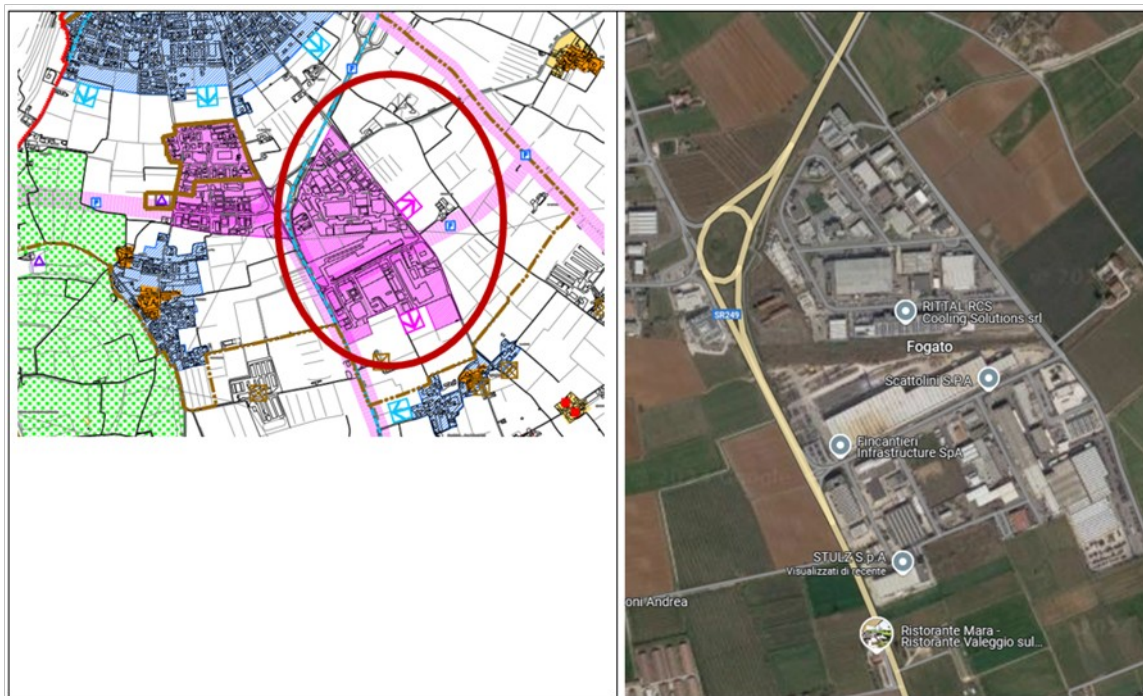 RITTAL RCS
Cooling Solutions srl
SR249
Fogato
Scattolini S.P.A
Fincantieri
Infrastructure SpA
STULZ S.p.A
Visualizzati di recente
oni Andrea
Ristorante Mara -
Ristorante Valeggio sul...